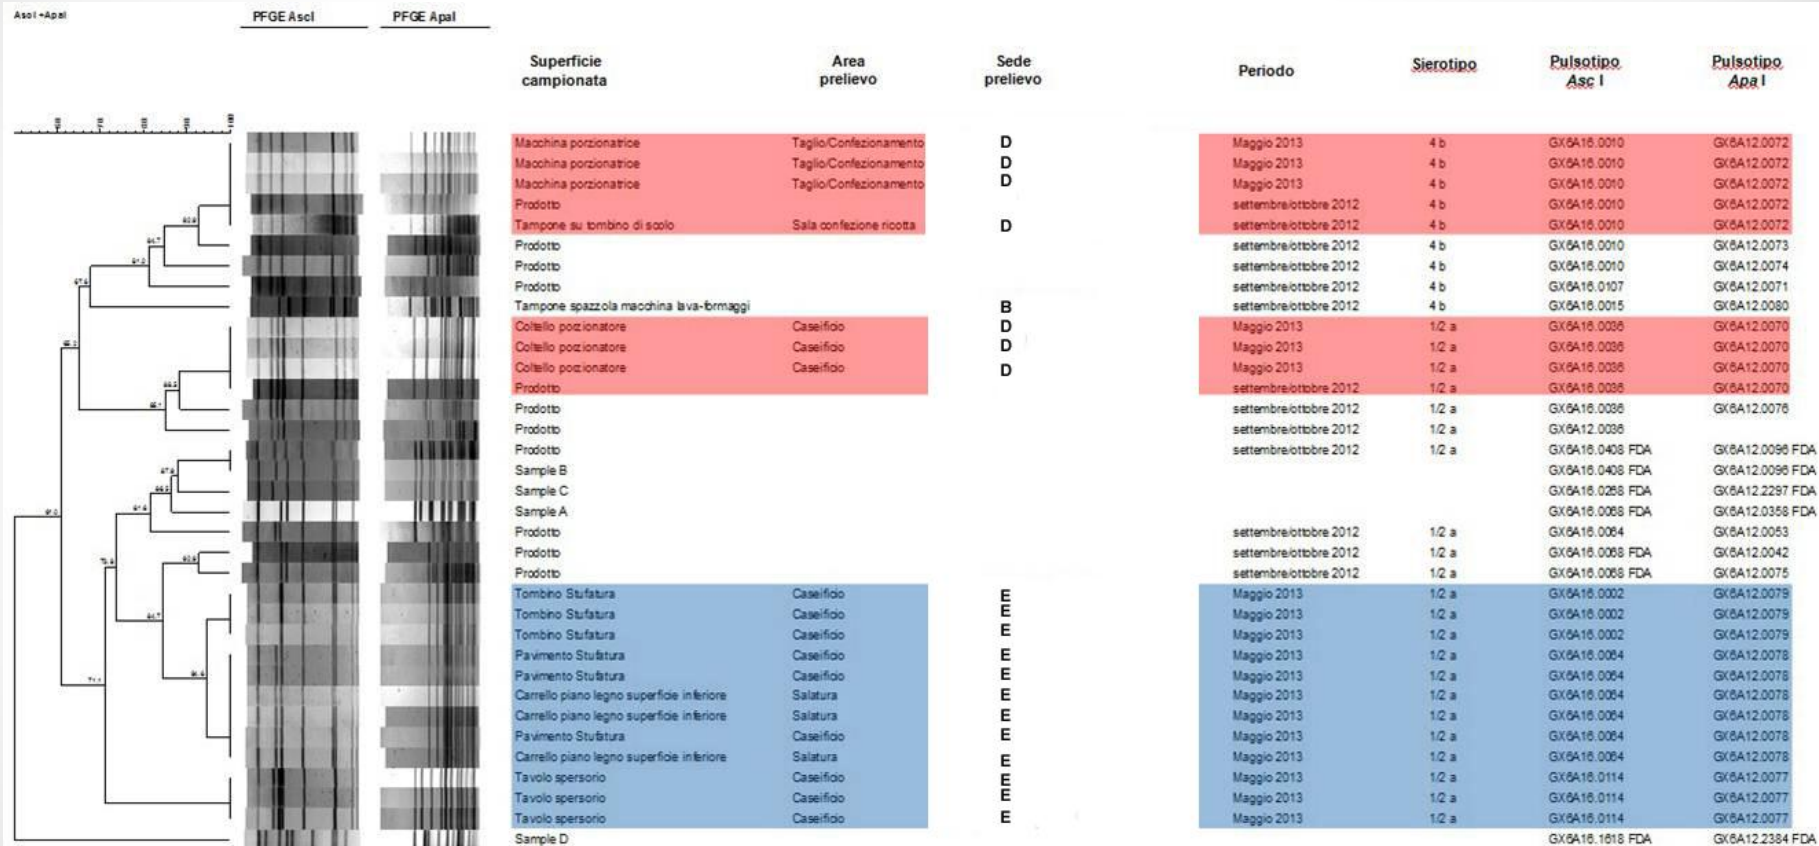 AscI +ApaI PFGE AscI PFGE ApaI
Superficie campionata Area prelievo Sede prelievo Periodo Sierotipo Pulsotipo Asc I Pulsotipo Apa I
100
Macchina porzionatrice Taglio/Confezionamento D Maggio 2013 4 b GX6A16.0010 GX6A12.0072
Macchina porzionatrice Taglio/Confezionamento D Maggio 2013 4 b GX6A16.0010 GX6A12.0072
Macchina porzionatrice Taglio/Confezionamento D Maggio 2013 4 b GX6A16.0010 GX6A12.0072
Prodotto settembre/ottobre 2012 4 b GX6A16.0010 GX6A12.0072
Tampone su tombino di scolo Sala confezione ricotta D settembre/ottobre 2012 4 b GX6A16.0010 GX6A12.0072
Prodotto settembre/ottobre 2012 4 b GX6A16.0010 GX6A12.0073
Prodotto settembre/ottobre 2012 4 b GX6A16.0010 GX6A12.0074
Prodotto settembre/ottobre 2012 4 b GX6A16.0107 GX6A12.0071
Tampone spazzola macchina lava-formaggi B settembre/ottobre 2012 4 b GX6A16.0015 GX6A12.0080
Coltello porzionatore Caseificio D Maggio 2013 1/2 a GX6A16.0036 GX6A12.0070
Coltello porzionatore Caseificio D Maggio 2013 1/2 a GX6A16.0036 GX6A12.0070
Coltello porzionatore Caseificio D Maggio 2013 1/2 a GX6A16.0036 GX6A12.0070
Prodotto settembre/ottobre 2012 1/2 a GX6A16.0036 GX6A12.0070
Prodotto settembre/ottobre 2012 1/2 a GX6A16.0036 GX6A12.0076
Prodotto settembre/ottobre 2012 1/2 a GX6A12.0036
Prodotto settembre/ottobre 2012 1/2 a GX6A16.0408 FDA GX6A12.0096 FDA
Sample B GX6A16.0408 FDA GX6A12.0096 FDA
Sample C GX6A16.0268 FDA GX6A12.2297 FDA
Sample A GX6A16.0068 FDA GX6A12.0358 FDA
Prodotto settembre/ottobre 2012 1/2 a GX6A16.0064 GX6A12.0053
Prodotto settembre/ottobre 2012 1/2 a GX6A16.0068 FDA GX6A12.0042
Prodotto settembre/ottobre 2012 1/2 a GX6A16.0068 FDA GX6A12.0075
Tombino Stufatura Caseificio E Maggio 2013 1/2 a GX6A16.0002 GX6A12.0079
Tombino Stufatura Caseificio E Maggio 2013 1/2 a GX6A16.0002 GX6A12.0079
Tombino Stufatura Caseificio E Maggio 2013 1/2 a GX6A16.0002 GX6A12.0079
Pavimento Stufatura Caseificio E Maggio 2013 1/2 a GX6A16.0064 GX6A12.0078
Pavimento Stufatura Caseificio E Maggio 2013 1/2 a GX6A16.0064 GX6A12.0078
Carrello piano legno superficie inferiore Salatura E Maggio 2013 1/2 a GX6A16.0064 GX6A12.0078
Carrello piano legno superficie inferiore Salatura E Maggio 2013 1/2 a GX6A16.0064 GX6A12.0078
Pavimento Stufatura Caseificio E Maggio 2013 1/2 a GX6A16.0064 GX6A12.0078
Carrello piano legno superficie inferiore Salatura E Maggio 2013 1/2 a GX6A16.0064 GX6A12.0078
Tavolo spersorio Caseificio E Maggio 2013 1/2 a GX6A16.0114 GX6A12.0077
Tavolo spersorio Caseificio E Maggio 2013 1/2 a GX6A16.0114 GX6A12.0077
Tavolo spersorio Caseificio E Maggio 2013 1/2 a GX6A16.0114 GX6A12.0077
Sample D GX6A16.1618 FDA GX6A12.2384 FDA